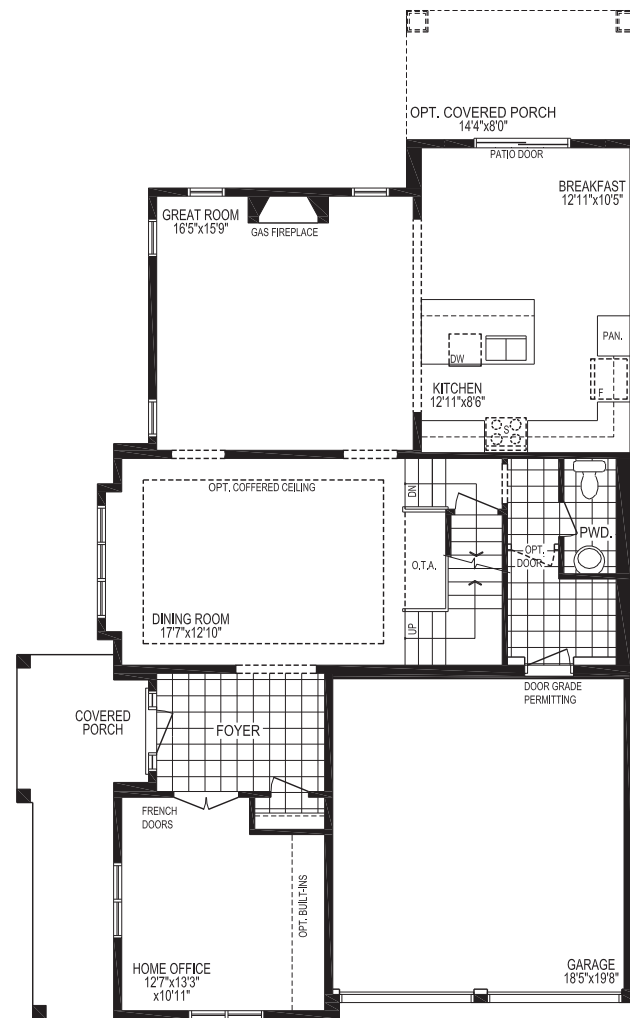 OPT. COVERED PORCH
14'4"x8'0"
PATIO DOOR
BREAKFAST
12'11"x10'5"
GREAT ROOM
16'5"x15'9"
GAS FIREPLACE
PAN.
DW
F
KITCHEN
12'11"x8'6"
S
OPT. COFFERED CEILING
DN
PWD.
OPT.
DOOR
O.T.A.
DINING ROOM
17'7"x12'10"
UP
DOOR GRADE
PERMITTING
COVERED
PORCH
FOYER
FRENCH
DOORS
OPT. BUILT-INS
HOME OFFICE
12'7"x13'3"
x10'11"
GARAGE
18'5"x19'8"